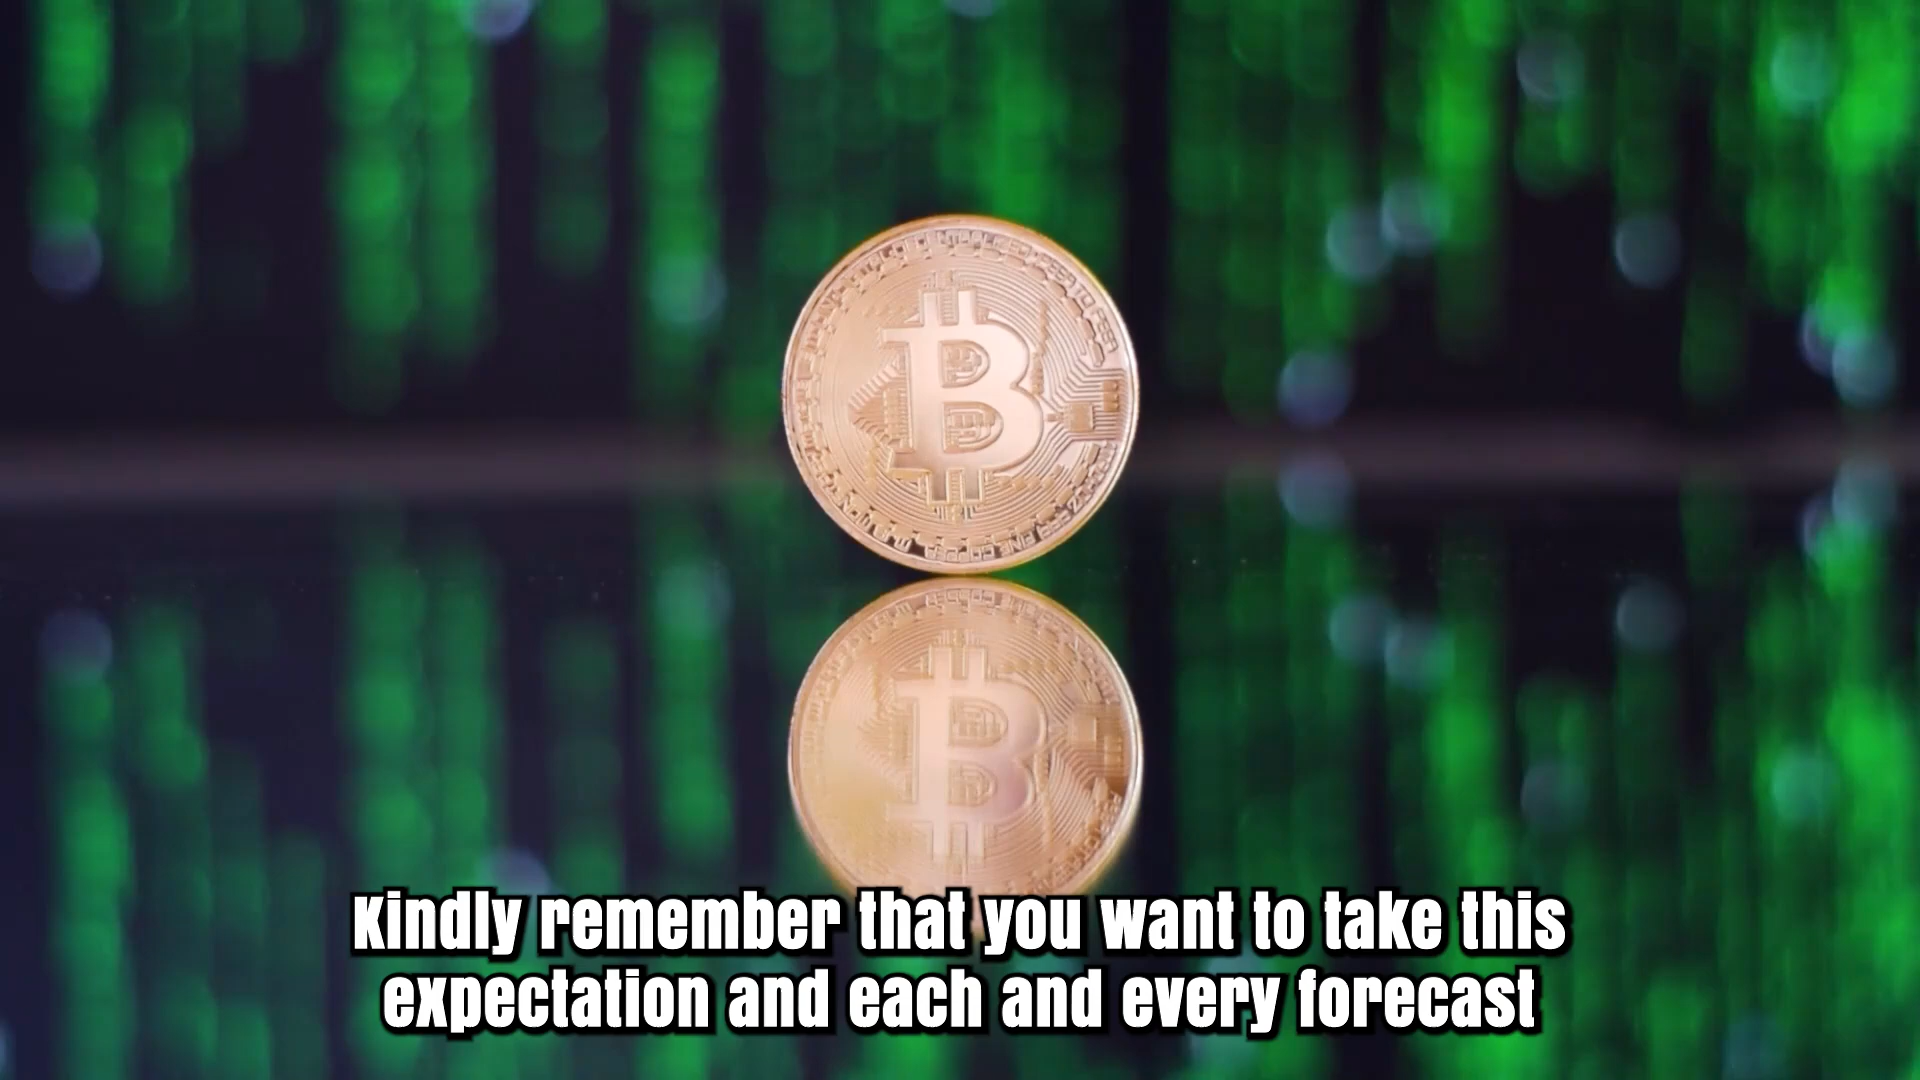 Kindly remember that you want to take this
expectation and each and every forecast